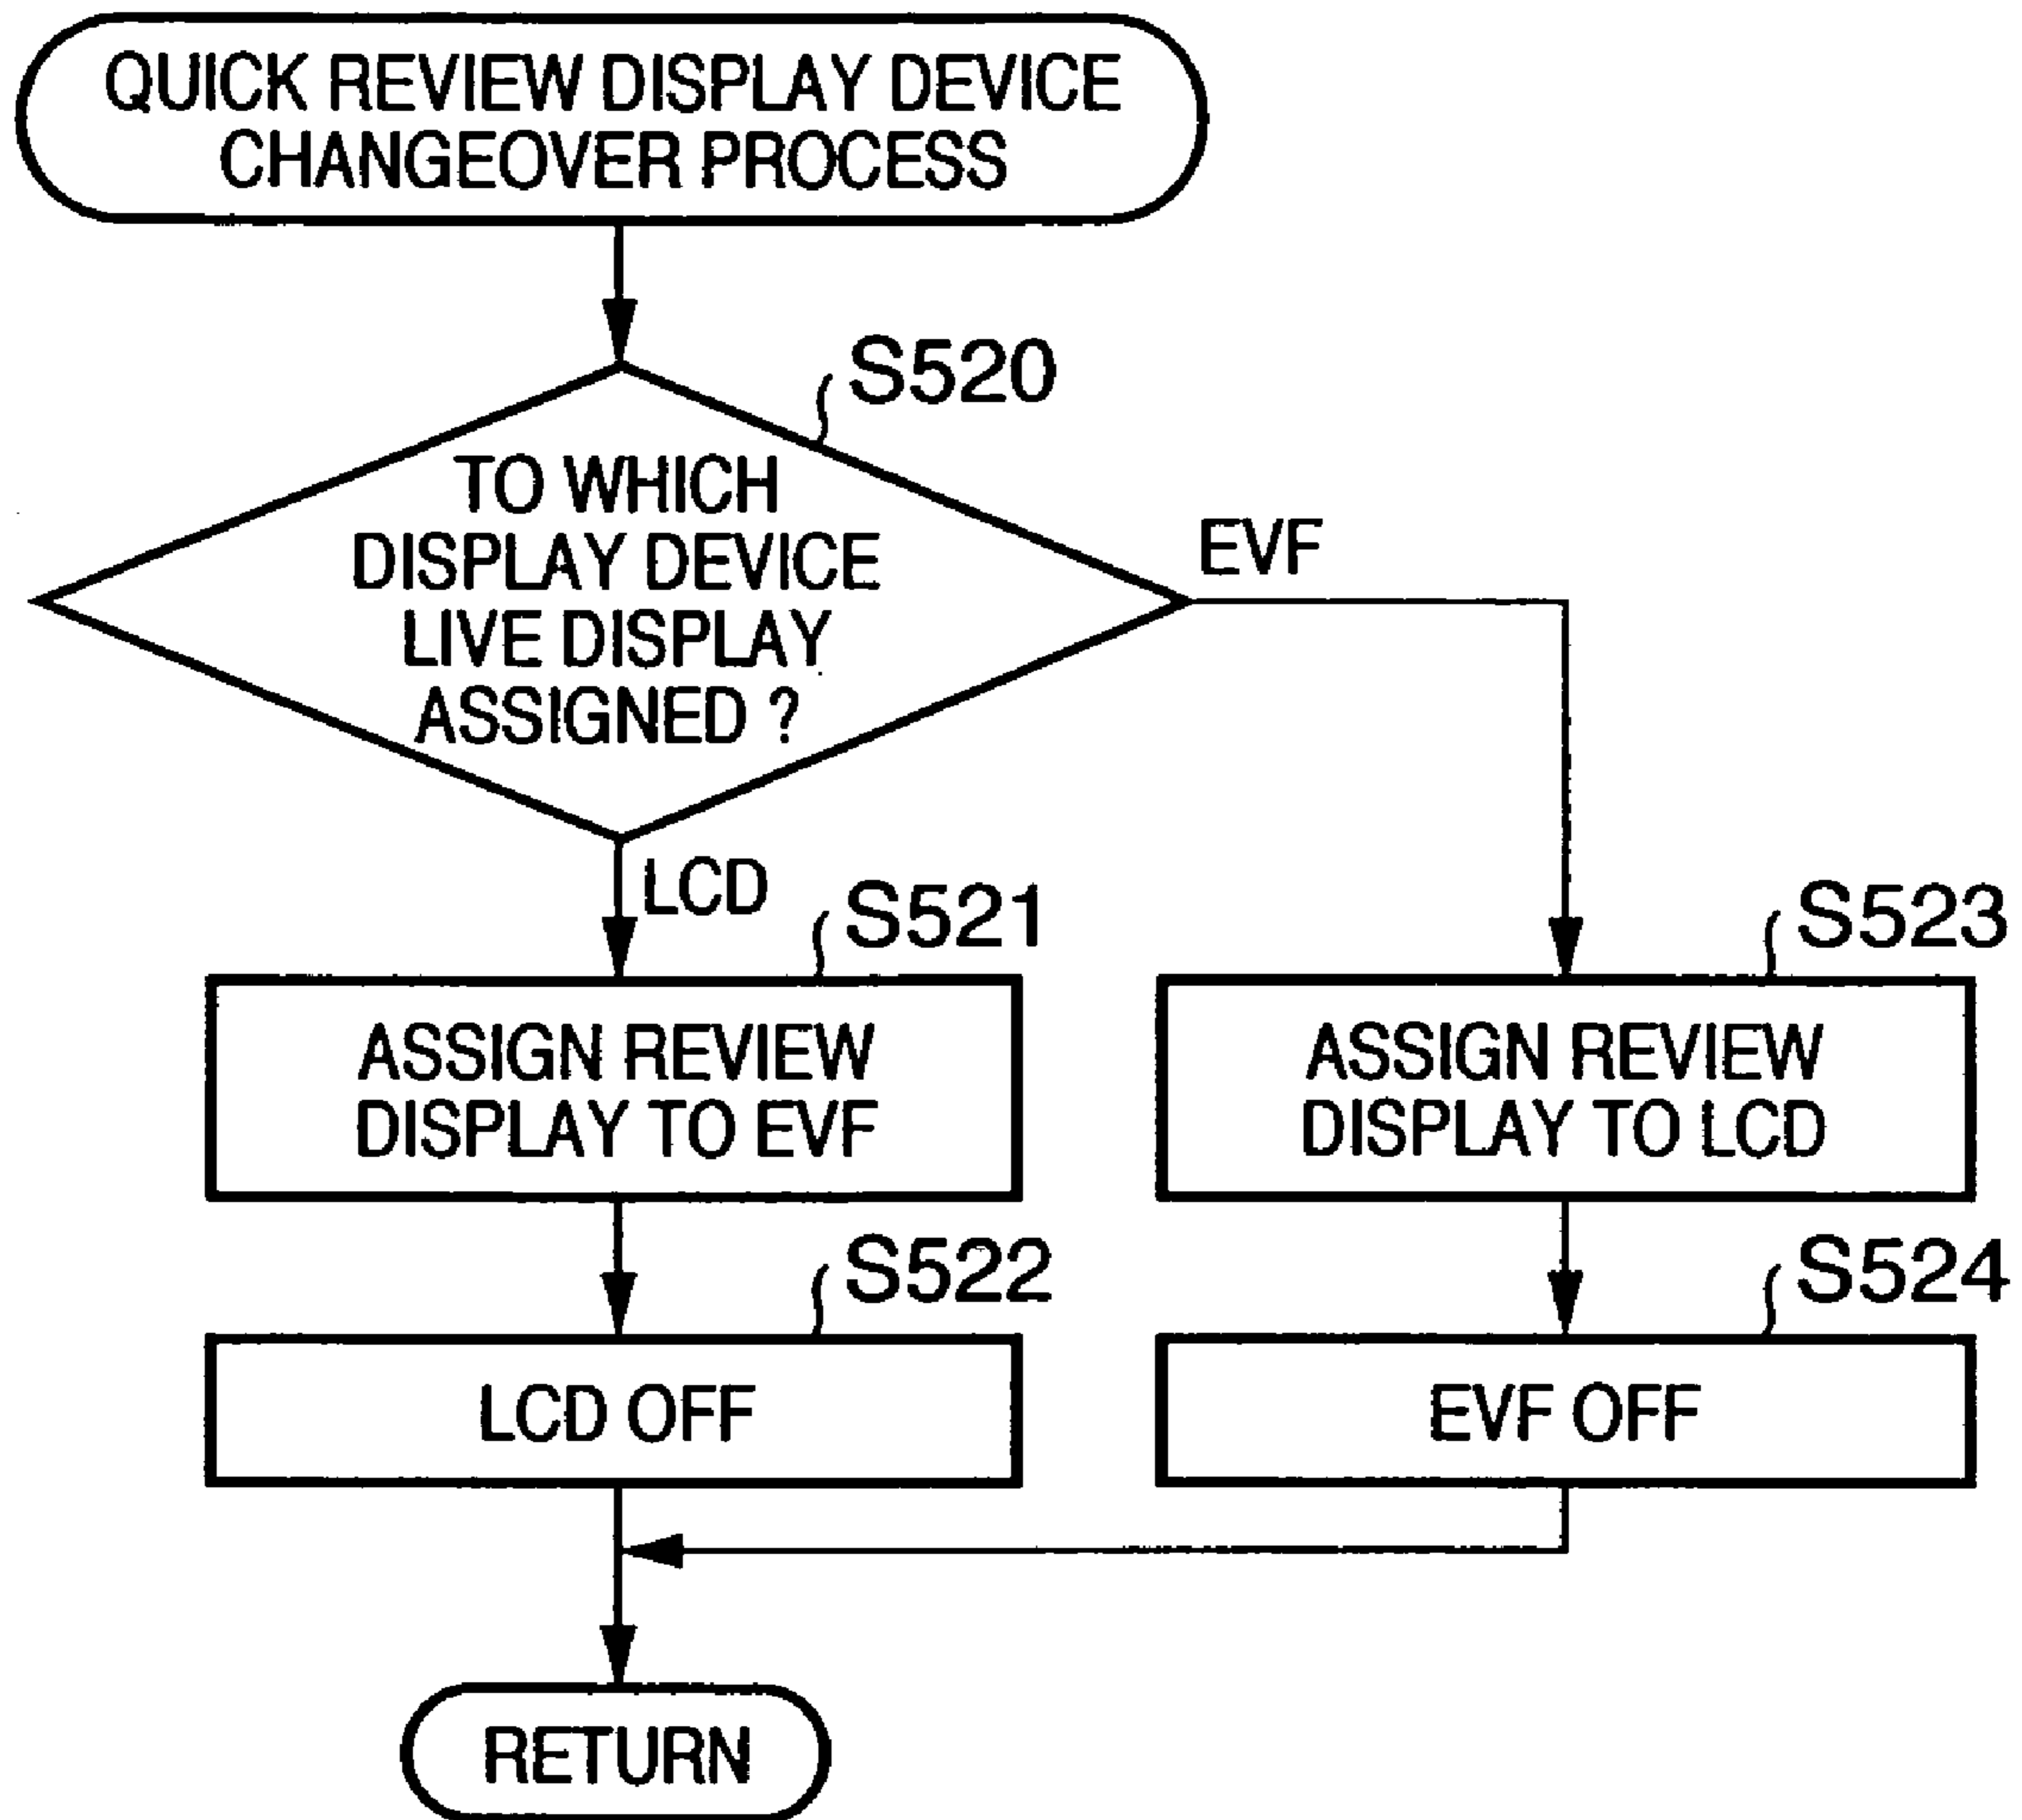 QUICK REVIEW DISPLAY DEVICE
CHANGEOVER PROCESS
S520
TO WHICH
DISPLAY DEVICE
LIVE DISPLAY
ASSIGNED ?
EVF
LCD
S521
ASSIGN REVIEW
DISPLAY TO EVF
S523
ASSIGN REVIEW
DISPLAY TO LCD
S522
LCD OFF
S524
EVF OFF
RETURN